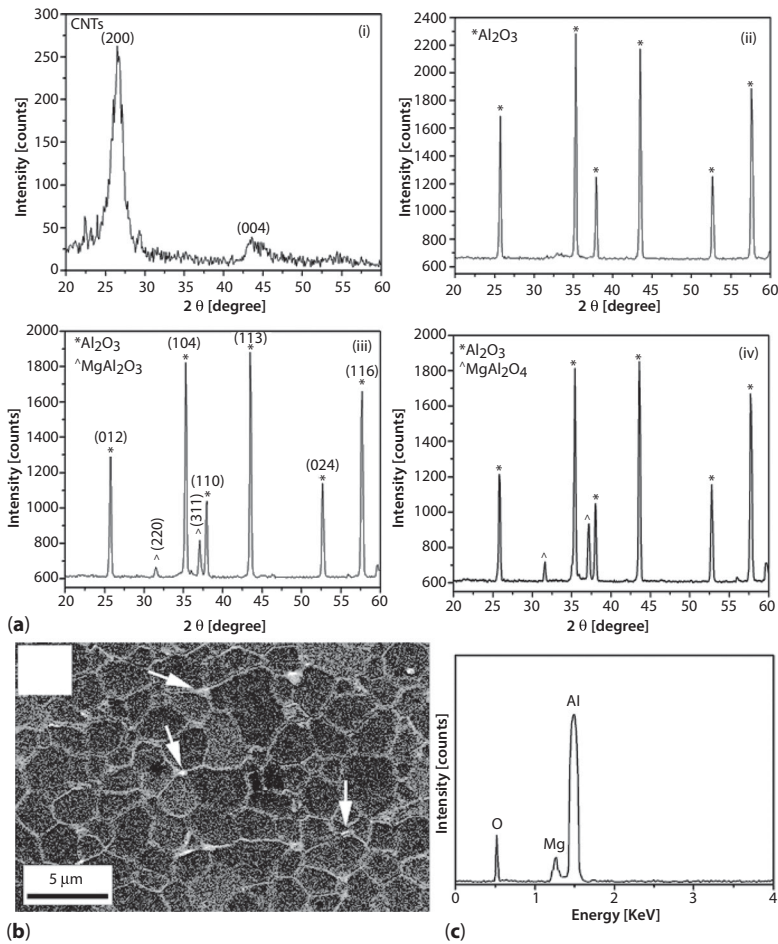 CNTs
(i)
(200)
(004)
300
250
200
150
100
50
0
Intensity [counts]
20 25 30 35 40 45 50 55 60
2 θ [degree]
*Al2O3
(ii)
* * * * * *
2400
2200
2000
1800
1600
1400
1200
1000
800
600
Intensity [counts]
20 25 30 35 40 45 50 55 60
2 θ [degree]
*Al2O3
^MgAl2O3
(iii)
(012)
*
^ (220)
(104)
*
^ (311)
(110)
*
(113)
*
(024)
*
(116)
*
2000
1800
1600
1400
1200
1000
800
600
Intensity [counts]
20 25 30 35 40 45 50 55 60
2 θ [degree]
*Al2O3
^MgAl2O4
(iv)
* ^ * ^ * * * *
2000
1800
1600
1400
1200
1000
800
600
Intensity [counts]
20 25 30 35 40 45 50 55 60
2 θ [degree]
(a)
5 μm
(b)
Intensity [counts]
O
Mg
Al
0 1 2 3 4
Energy [KeV]
(c)